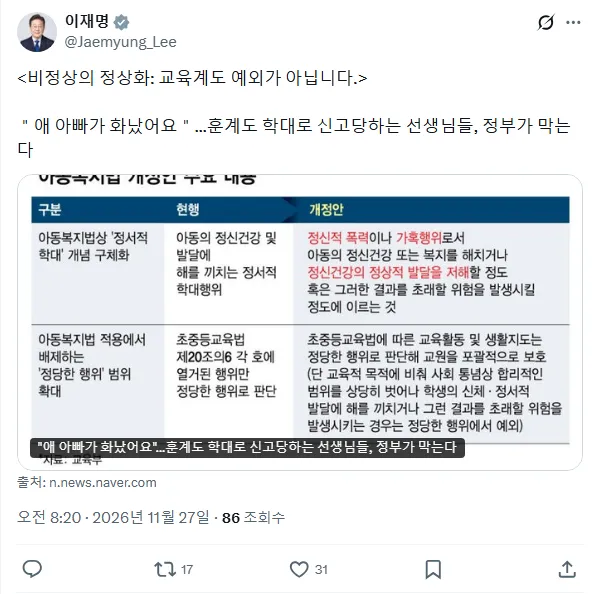 이재명
@Jaemyung_Lee
<비정상의 정상화: 교육계도 예외가 아닙니다.>
" 애 아빠가 화났어요 " ...훈계도 학대로 신고당하는 선생님들, 정부가 막는
다
아동복지법 개정안 주요 내용
구분 현행 개정안
아동복지법상 '정서적
학대' 개념 구체화
아동의 정신건강 및
발달에
해를 끼치는 정서적
학대행위
정신적 폭력이나 가혹행위로서
아동의 정신건강 또는 복지를 해치거나
정신건강의 정상적 발달을 저해할 정도
혹은 그러한 결과를 초래할 위험을 발생시킬
정도에 이르는 것
아동복지법 적용에서
배제하는
'정당한 행위' 범위
확대
초중등교육법
제20조의6 각 호에
열거된 행위만
정당한 행위로 판단
초중등교육법에 따른 교육활동 및 생활지도는
정당한 행위로 판단해 교원을 포괄적으로 보호
(단 교육적 목적에 비춰 사회 통념상 합리적인
범위를 상당히 벗어나 학생의 신체·정서적
발달에 해를 끼치거나 그런 결과를 초래할 위험을
발생시키는 경우는 정당한 행위에서 예외)
"애 아빠가 화났어요"...훈계도 학대로 신고당하는 선생님들, 정부가 막는다
*자료: 교육부
출처: n.news.naver.com
오전 8:20 · 2026년 11월 27일 · 86 조회수
17
31